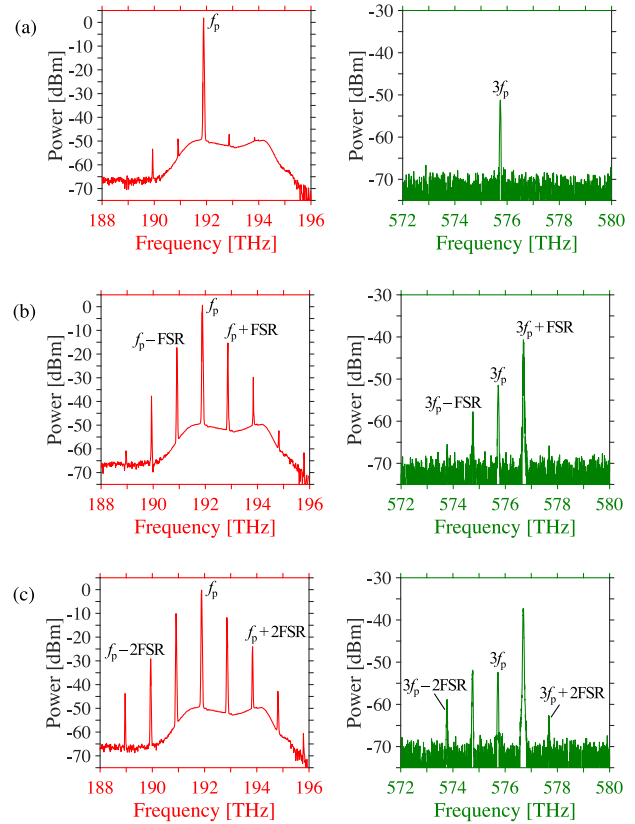 (a)
Power [dBm]
0
-10
-20
-30
-40
-50
-60
-70
fp
188 190 192 194 196
Frequency [THz]
Power [dBm]
-30
-40
-50
-60
-70
3fp
572 574 576 578 580
Frequency [THz]
(b)
Power [dBm]
0
-10
-20
-30
-40
-50
-60
-70
fp
fp−FSR
fp+FSR
188 190 192 194 196
Frequency [THz]
Power [dBm]
-30
-40
-50
-60
-70
3fp−FSR
3fp
3fp+FSR
572 574 576 578 580
Frequency [THz]
(c)
Power [dBm]
0
-10
-20
-30
-40
-50
-60
-70
fp
fp−2FSR
fp+2FSR
188 190 192 194 196
Frequency [THz]
Power [dBm]
-30
-40
-50
-60
-70
3fp−2FSR
3fp
3fp+2FSR
572 574 576 578 580
Frequency [THz]